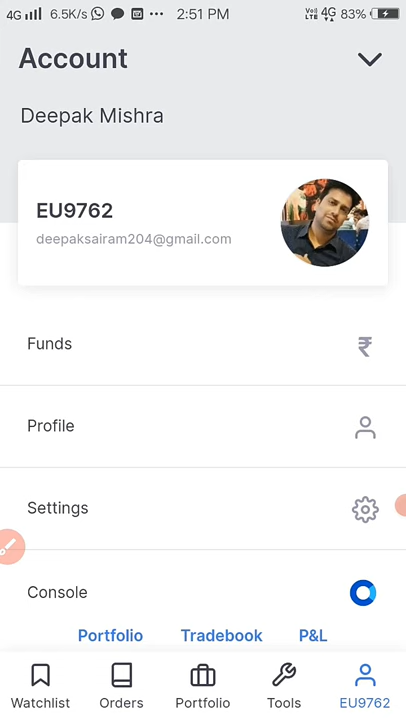 4G 6.5K/s ... 2:51 PM VoI) LTE 4G 83%
Account
Deepak Mishra
EU9762
deepaksairam204@gmail.com
Funds ₹
Profile
Settings
Console
Portfolio Tradebook P&L
Watchlist Orders Portfolio Tools EU9762